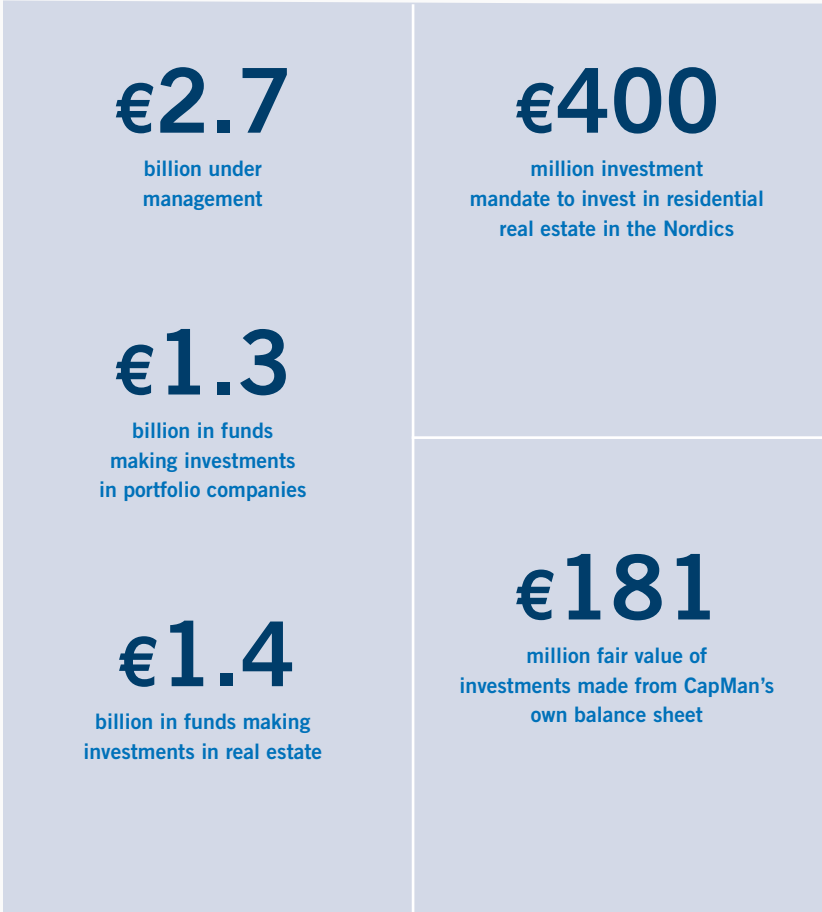 €2.7
billion under
management
€1.3
billion in funds
making investments
in portfolio companies
€1.4
billion in funds making
investments in real estate
€400
million investment
mandate to invest in residential
real estate in the Nordics
€181
million fair value of
investments made from CapMan’s
own balance sheet